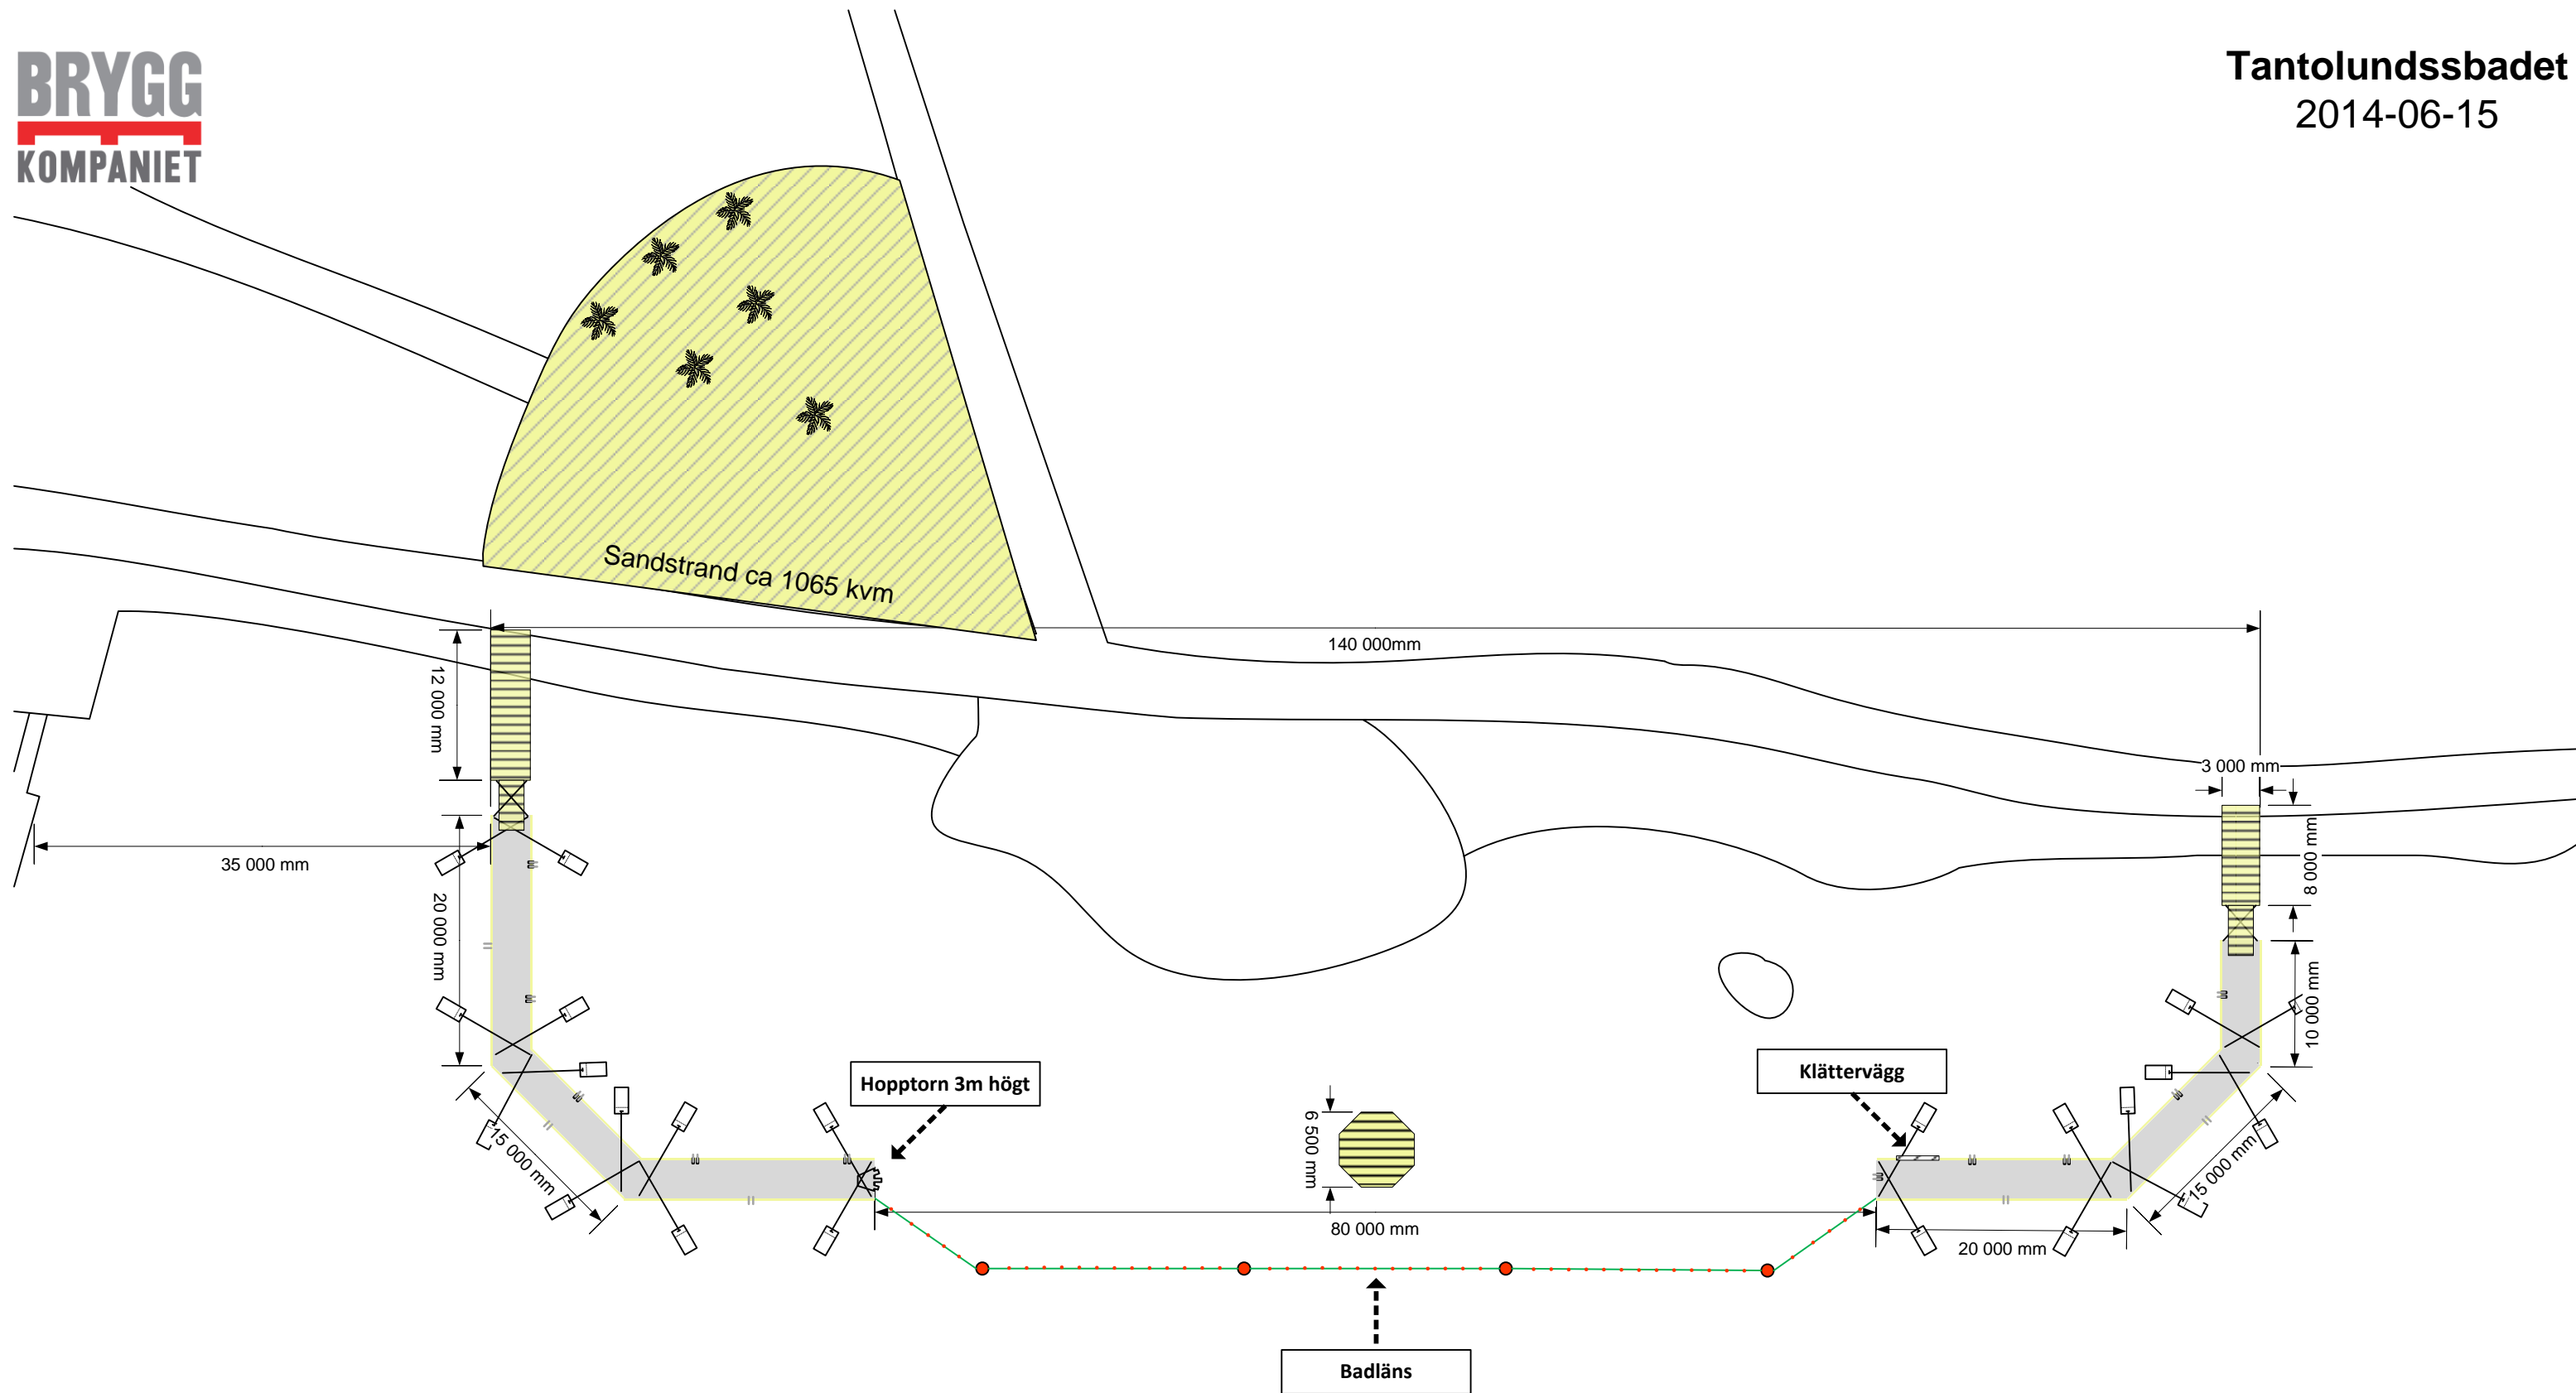 BRYGG
KOMPANIET
Tantolundssbadet
2014-06-15
Sandstrand ca 1065 kvm
140 000mm
12 000 mm
3 000 mm
8 000 mm
35 000 mm
20 000 mm
10 000 mm
Hopptorn 3m högt
Klättervägg
6 500 mm
15 000 mm
15 000 mm
80 000 mm
20 000 mm
Badläns